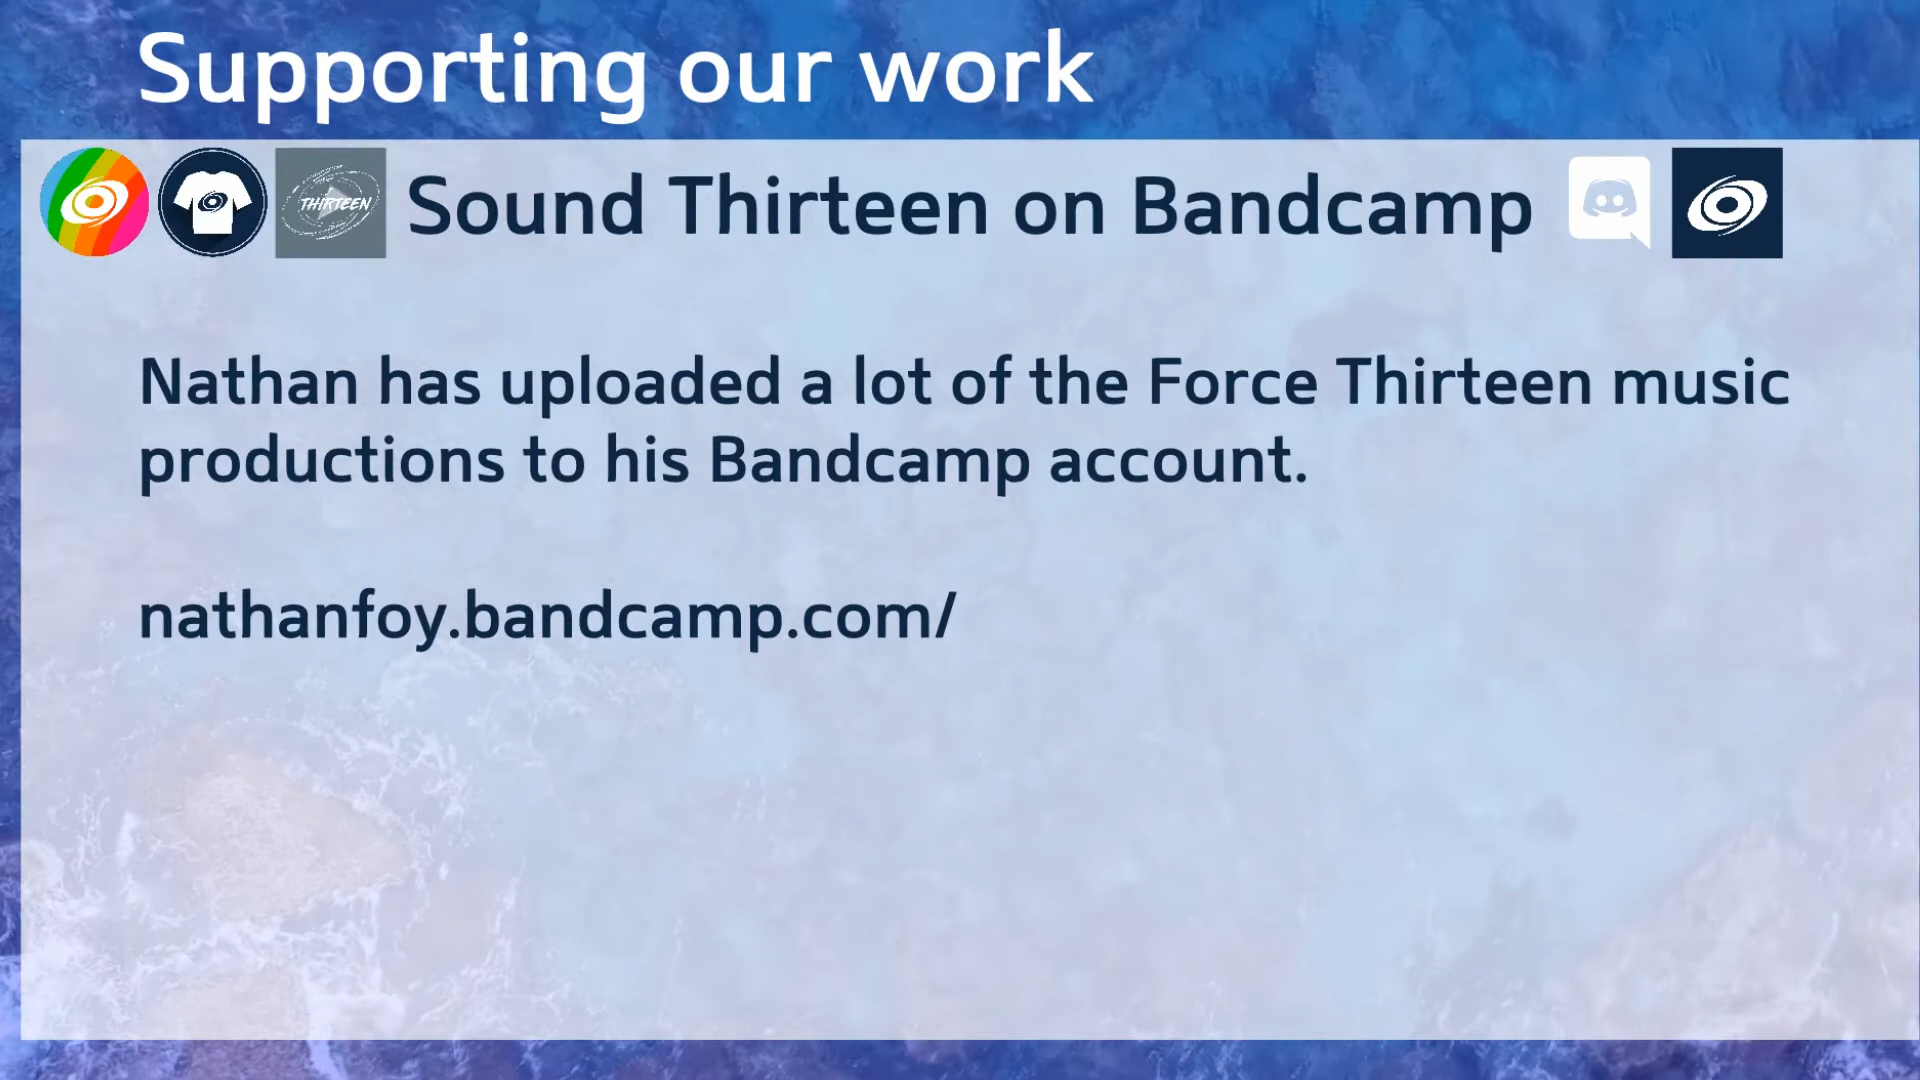 Supporting our work
THIRTEEN
Sound Thirteen on Bandcamp
Nathan has uploaded a lot of the Force Thirteen music
productions to his Bandcamp account.
nathanfoy.bandcamp.com/